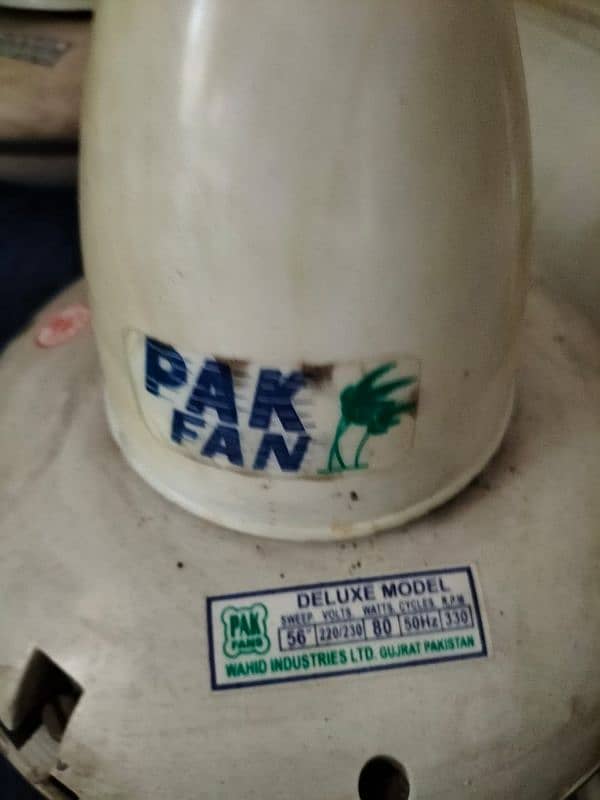 PAK
FAN
DELUXE MODEL
PAK
FANS
SWEEP VOLTS WATTS CYCLES R.P.M
56" 220/230 80 50Hz 330
WAHID INDUSTRIES LTD. GUJRAT PAKISTAN